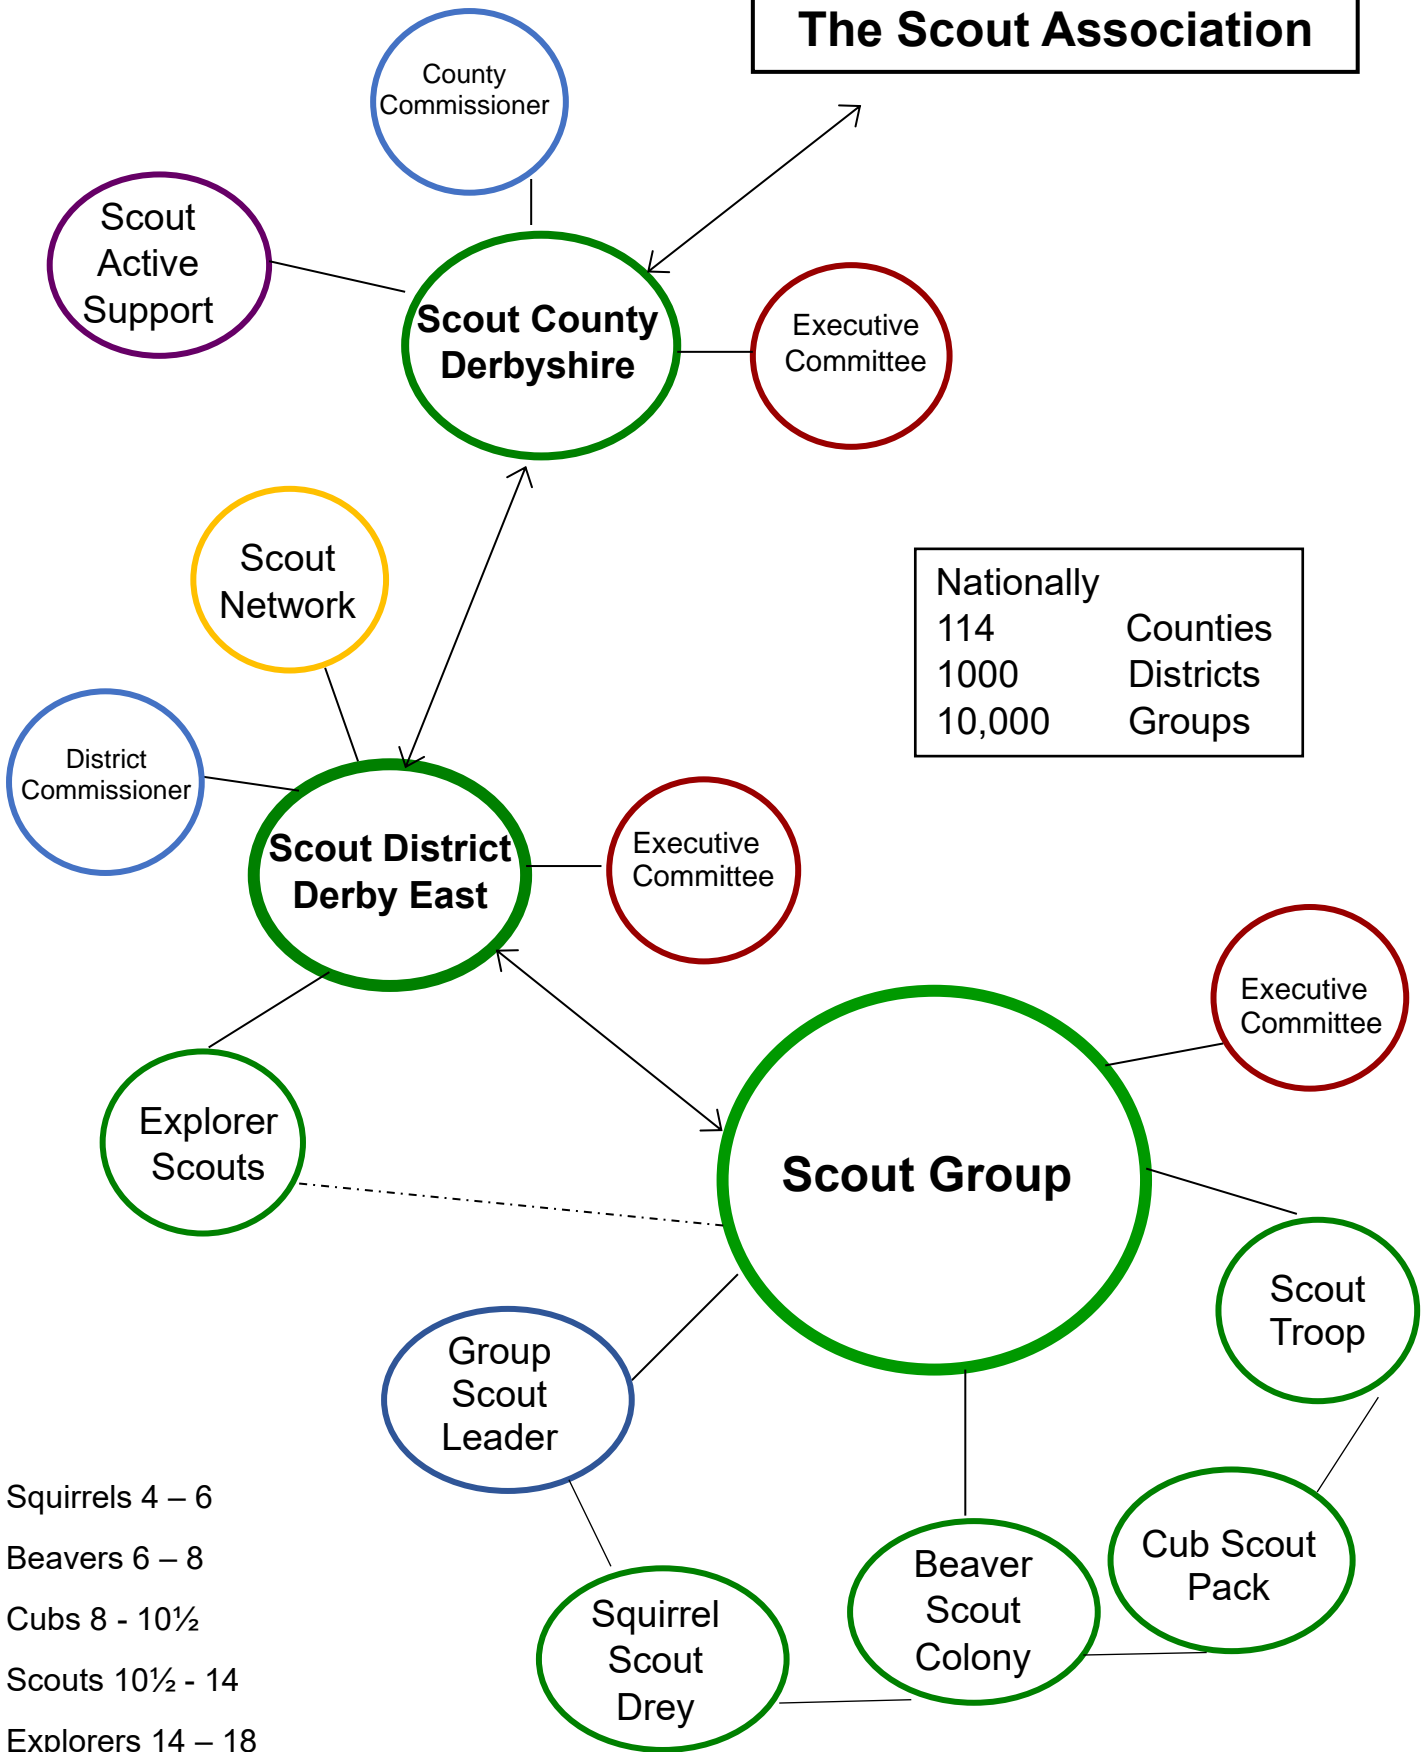 The Scout Association
County
Commissioner
Scout
Active
Support
Scout County
Derbyshire
Executive
Committee
Scout
Network
Nationally
114 Counties
1000 Districts
10,000 Groups
District
Commissioner
Scout District
Derby East
Executive
Committee
Executive
Committee
Explorer
Scouts
Scout Group
Scout
Troop
Group
Scout
Leader
Cub Scout
Pack
Beaver
Scout
Colony
Squirrel
Scout
Drey
Squirrels 4 – 6
Beavers 6 – 8
Cubs 8 - 10½
Scouts 10½ - 14
Explorers 14 – 18